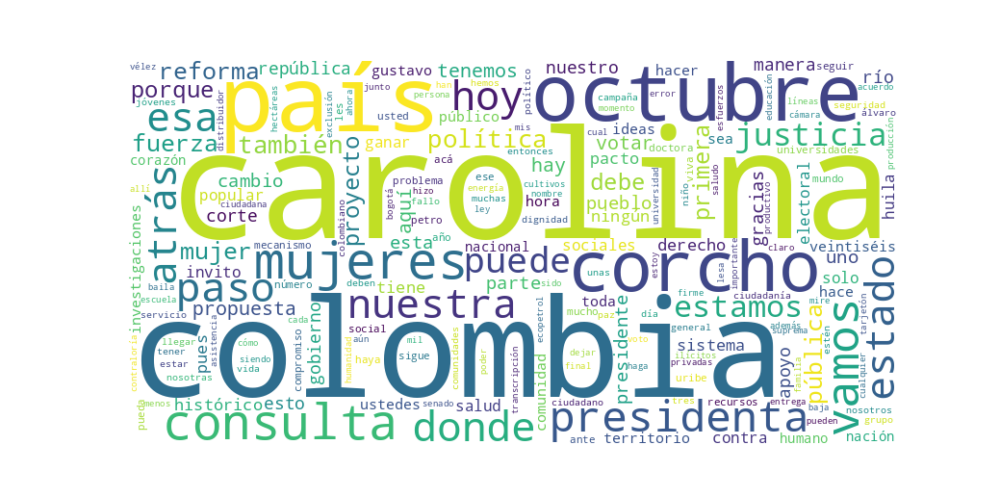 vélez reforma república gustavo tenemos nuestro hacer manera seguir
porque país hoy octubre río
esa jóvenes hectáreas exclusión les ahora junto persona han hemos político campaña momento error esfuerzos educación líneas cámara seguridad álvaro acuerdo
fuerza distribuidor también ganar usted público política mis cual ideas votar sea doctora justicia producción
corazón carolina acá entonces hay pacto primera universidades
allí cambio problema ese energía cultivos debe niño viva saludo mundo
atrás popular ciudadana proyecto aquí hizo muchas nombre pueblo universidad gracias productivo electoral huila
corte bogotá fallo petro ley hora dignidad ningún
mujer mecanismo colombiano esta año nacional sociales derecho estoy lesa importante claro veintiséis
investigaciones invito mujeres puede corcho uno
baila número deben tiene parte sido unas solo estado
paso escuela nuestra toda firme ciudadanía hace mire tarjetón
contraloría servicio propuesta asistencia cada social mucho paz presidente estamos día pública vamos
llegar pues cómo compromiso gobierno aún mil ecopetrol general además suprema estén
tener siendo humanidad haya sigue comunidades poder dejar voto haga sistema ilícitos apoyo cualquier
estar vida colombia transcripción final uribe privadas familia
nosotras
pueda menos histórico esto ustedes senado salud comunidad ciudadano tres recursos entrega baja nosotros grupo
consulta donde presidenta pueden
ante territorio contra humano nación